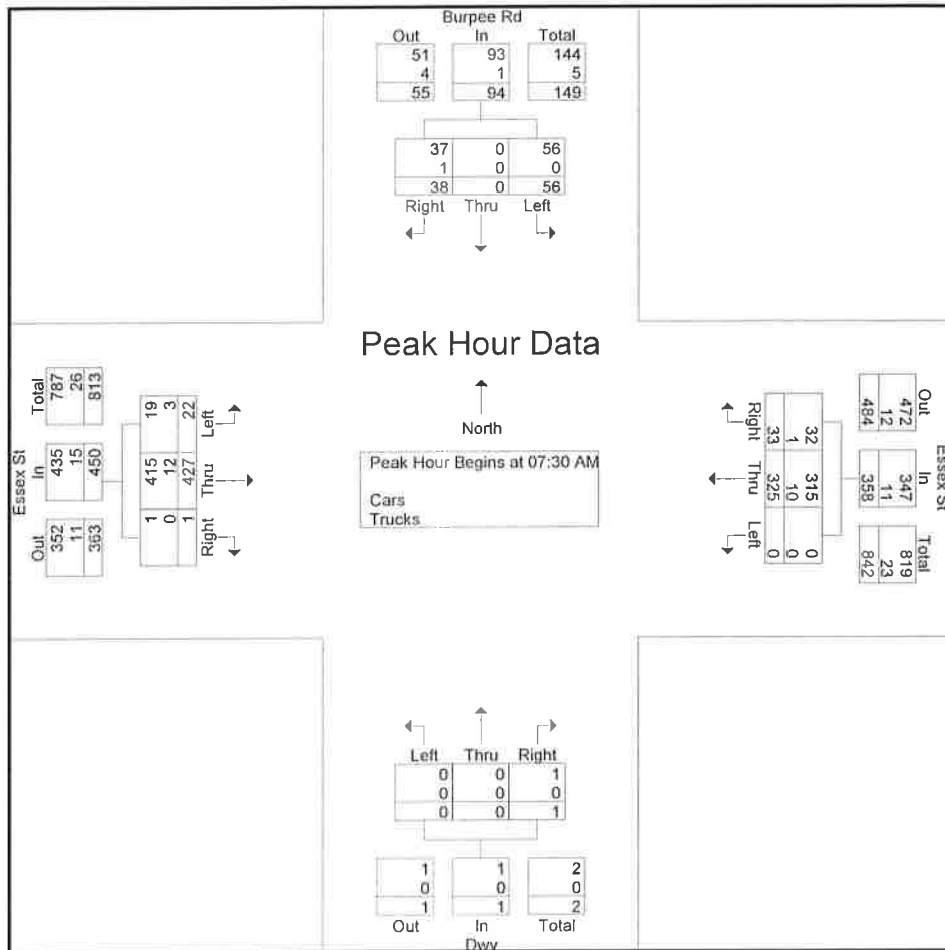 Burpee Rd
Out In Total
51 93 144
4 1 5
55 94 149
37 0 56
1 0 0
38 0 56
Right Thru Left
Peak Hour Data
North
Peak Hour Begins at 07:30 AM
Cars
Trucks
Essex St
Total In Out
787 435 352
26 15 11
813 450 363
19 415 1
3 12 0
22 427 1
Left Thru Right
Right Thru Left
32 315 0
1 10 0
33 325 0
Out In Total
472 347 819
12 11 23
484 358 842
Essex St
Left Thru Right
0 0 1
0 0 0
0 0 1
1 1 2
0 0 0
1 1 2
Out In Total
Dwy